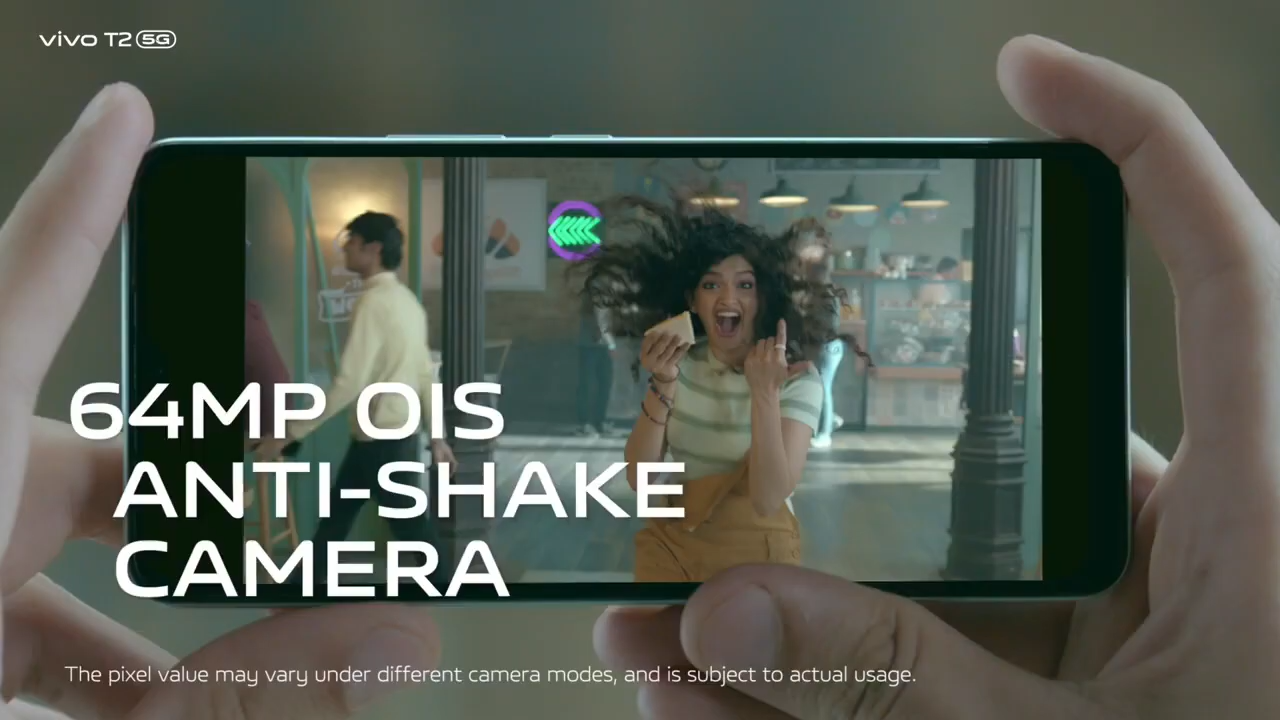 vivo T2 5G
64MP OIS
ANTI-SHAKE
CAMERA
The pixel value may vary under different camera modes, and is subject to actual usage.